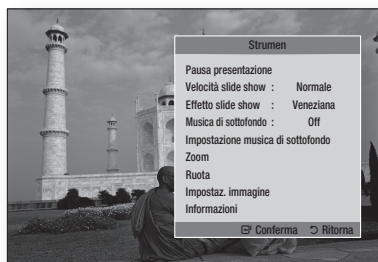 Strumen
Pausa presentazione
Velocità slide show : Normale
Effetto slide show : Veneziana
Musica di sottofondo : Off
Impostazione musica di sottofondo
Zoom
Ruota
Impostaz. immagine
Informazioni
Conferma Ritorna